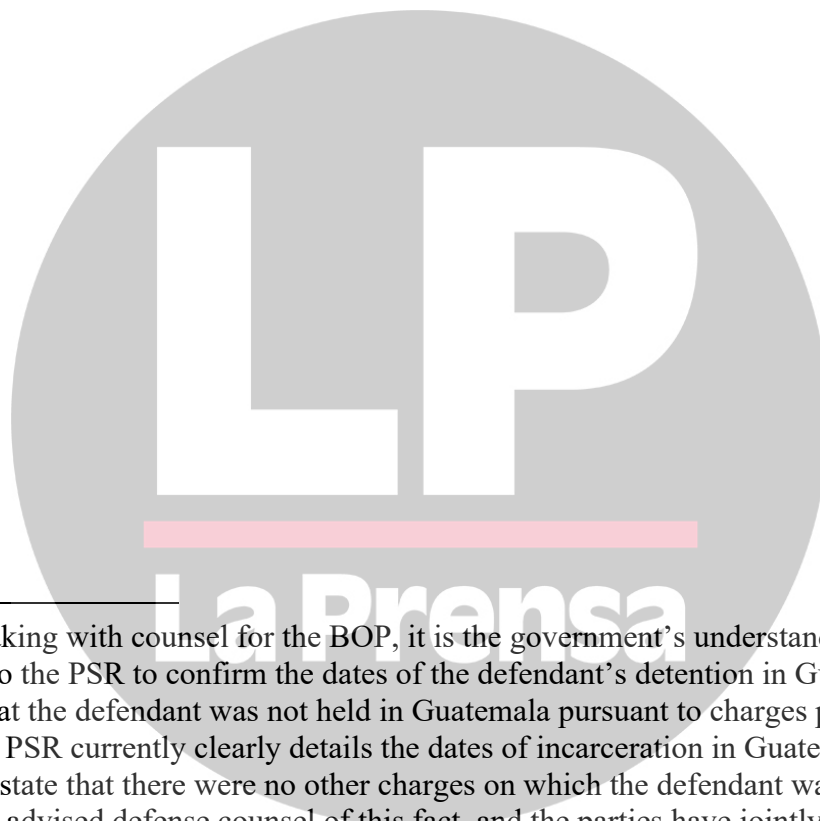 LP
La Prensa
king with counsel for the BOP, it is the government’s understan
o the PSR to confirm the dates of the defendant’s detention in G
at the defendant was not held in Guatemala pursuant to charges p
PSR currently clearly details the dates of incarceration in Guate
state that there were no other charges on which the defendant wa
advised defense counsel of this fact, and the parties have jointly